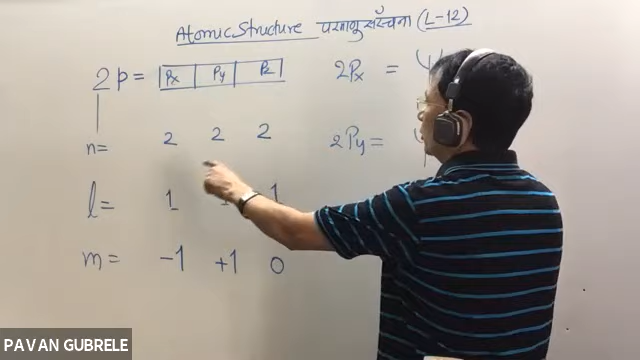 Atomic Structure परमाणु संरचना (L-12)
2p= Px Py Pz 2Px = Ψ
n= 2 2 2 2Py =
l= 1 1 1
m= -1 +1 0
PAVAN GUBRELE